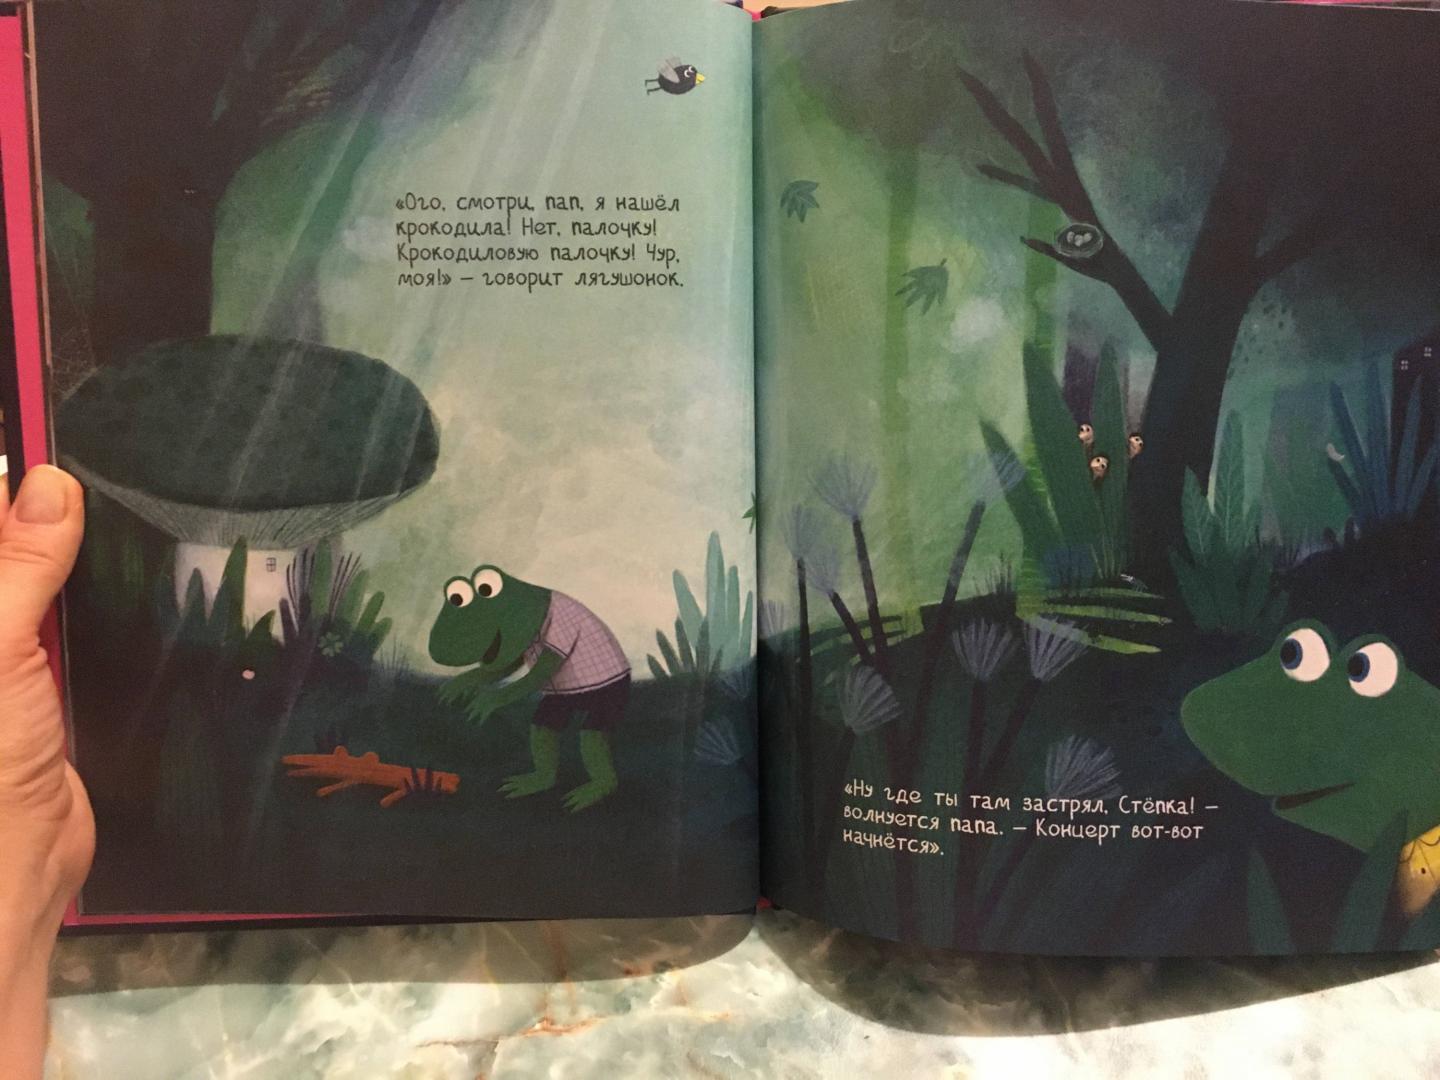 «Ого, смотри, пап, я нашёл
крокодила! Нет, палочку!
Крокодиловую палочку! Чур,
моя!» – говорит лягушонок.
«Ну где ты там застрял, Стёпка! –
волнуется папа. – Концерт вот-вот
начнётся».